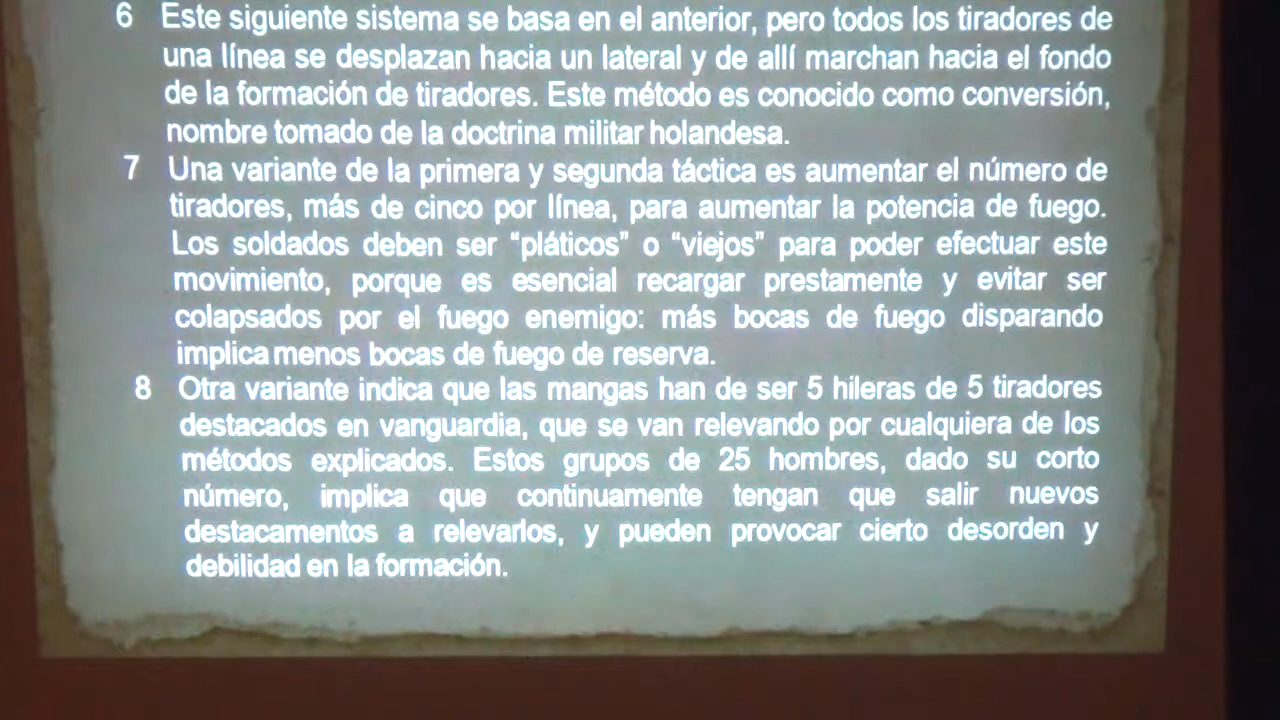 6 Este siguiente sistema se basa en el anterior, pero todos los tiradores de
una línea se desplazan hacia un lateral y de allí marchan hacia el fondo
de la formación de tiradores. Este método es conocido como conversión,
nombre tomado de la doctrina militar holandesa.
7 Una variante de la primera y segunda táctica es aumentar el número de
tiradores, más de cinco por línea, para aumentar la potencia de fuego.
Los soldados deben ser “pláticos” o “viejos” para poder efectuar este
movimiento, porque es esencial recargar prestamente y evitar ser
colapsados por el fuego enemigo: más bocas de fuego disparando
implica menos bocas de fuego de reserva.
8 Otra variante indica que las mangas han de ser 5 hileras de 5 tiradores
destacados en vanguardia, que se van relevando por cualquiera de los
métodos explicados. Estos grupos de 25 hombres, dado su corto
número, implica que continuamente tengan que salir nuevos
destacamentos a relevarlos, y pueden provocar cierto desorden y
debilidad en la formación.